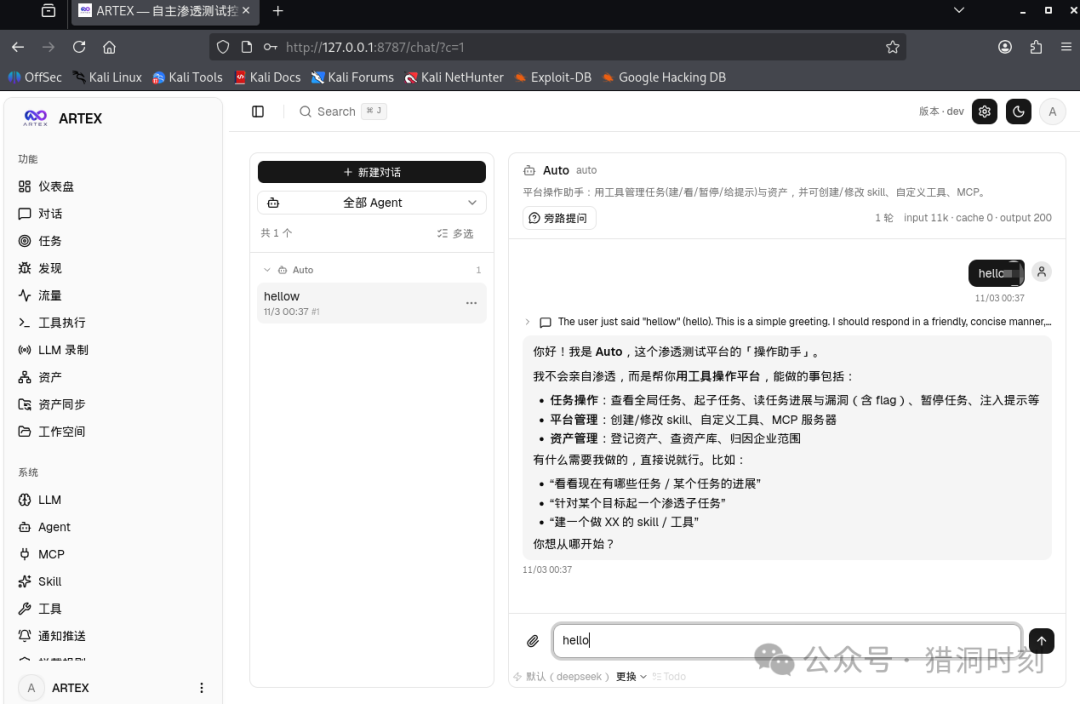 ARTEX — 自主渗透测试控
http://127.0.0.1:8787/chat/?c=1
OffSec
Kali Linux
Kali Tools
Kali Docs
Kali Forums
Kali NetHunter
Exploit-DB
Google Hacking DB
ARTEX
ARTEX
Search
⌘ J
版本 · dev
A
功能
仪表盘
对话
任务
发现
流量
工具执行
LLM 录制
资产
资产同步
工作空间
系统
LLM
Agent
MCP
Skill
工具
通知推送
A
ARTEX
+ 新建对话
全部 Agent
共 1 个
多选
Auto
1
hellow
11/3 00:37 #1
Auto auto
平台操作助手：用工具管理任务(建/看/暂停/给提示)与资产，并可创建/修改 skill、自定义工具、MCP。
旁路提问
1 轮 input 11k · cache 0 · output 200
hello
11/03 00:37
The user just said "hellow" (hello). This is a simple greeting. I should respond in a friendly, concise manner,...
你好！我是 Auto，这个渗透测试平台的「操作助手」。
我不会亲自渗透，而是帮你用工具操作平台，能做的事包括：
• 任务操作：查看全局任务、起子任务、读任务进展与漏洞（含 flag）、暂停任务、注入提示等
• 平台管理：创建/修改 skill、自定义工具、MCP 服务器
• 资产管理：登记资产、查资产库、归因企业范围
有什么需要我做的，直接说就行。比如：
• “看看现在有哪些任务 / 某个任务的进展”
• “针对某个目标起一个渗透子任务”
• “建一个做 XX 的 skill / 工具”
你想从哪开始？
11/03 00:37
hello
默认（deepseek） 更换 Todo
公众号 · 猎洞时刻